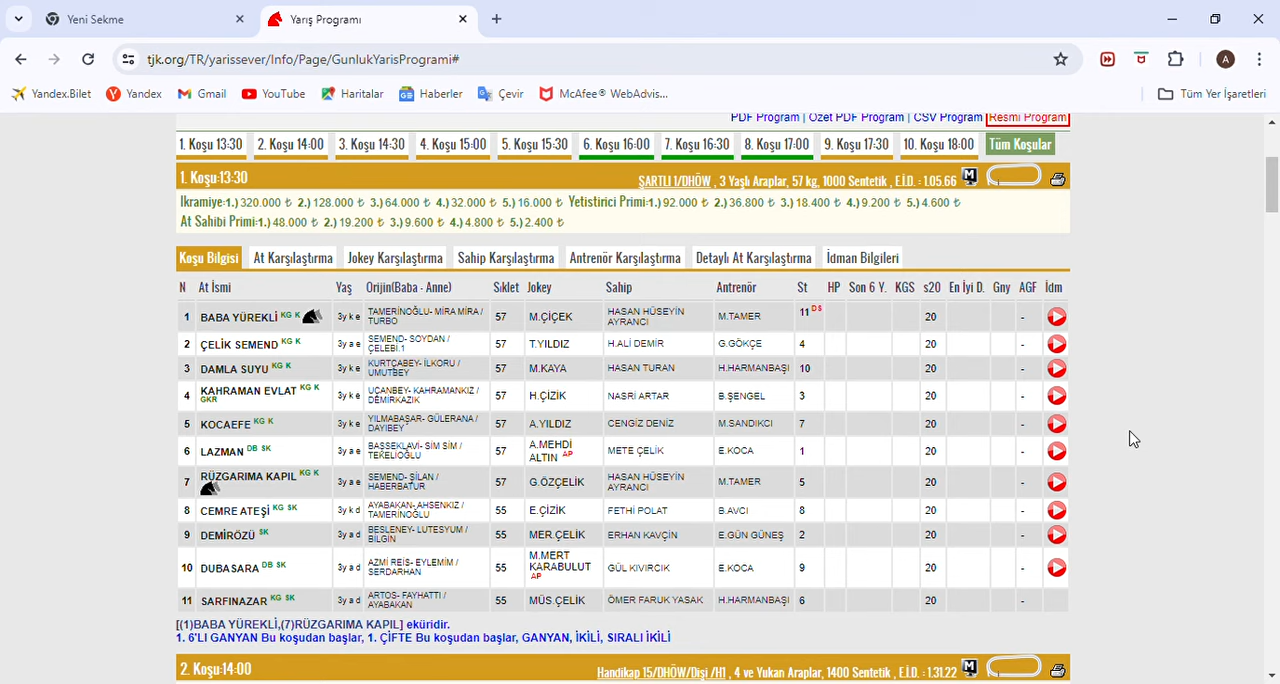 Yeni Sekme
Yarış Programı
tjk.org/TR/yarissever/Info/Page/GunlukYarisProgrami#
A
Yandex.Bilet Yandex Gmail YouTube Haritalar Haberler Çevir McAfee® WebAdvis... Tüm Yer İşaretleri
PDF Program | Özet PDF Program | CSV Program Resmi Program
1. Koşu 13:30 2. Koşu 14:00 3. Koşu 14:30 4. Koşu 15:00 5. Koşu 15:30 6. Koşu 16:00 7. Koşu 16:30 8. Koşu 17:00 9. Koşu 17:30 10. Koşu 18:00 Tüm Koşular
1. Koşu:13:30 ŞARTLI 1/DHÖW , 3 Yaşlı Araplar, 57 kg, 1000 Sentetik , E.İ.D. : 1.05.66 M
İkramiye:1.) 320.000 ₺ 2.) 128.000 ₺ 3.) 64.000 ₺ 4.) 32.000 ₺ 5.) 16.000 ₺ Yetistirici Primi:1.) 92.000 ₺ 2.) 36.800 ₺ 3.) 18.400 ₺ 4.) 9.200 ₺ 5.) 4.600 ₺
At Sahibi Primi:1.) 48.000 ₺ 2.) 19.200 ₺ 3.) 9.600 ₺ 4.) 4.800 ₺ 5.) 2.400 ₺
Koşu Bilgisi At Karşılaştırma Jokey Karşılaştırma Sahip Karşılaştırma Antrenör Karşılaştırma Detaylı At Karşılaştırma İdman Bilgileri
N At İsmi Yaş Orijin(Baba - Anne) Sıklet Jokey Sahip Antrenör St HP Son 6 Y. KGS s20 En İyi D. Gny AGF İdm
1 BABA YÜREKLİ KG K 3y k e TAMERİNOĞLU- MİRA MİRA / TURBO 57 M.ÇİÇEK HASAN HÜSEYİN AYRANCI M.TAMER 11 DS 20 -
2 ÇELİK SEMEND KG K 3y a e SEMEND- SOYDAN / ÇELEBİ.1 57 T.YILDIZ H.ALİ DEMİR G.GÖKÇE 4 20 -
3 DAMLA SUYU KG K 3y k e KURTÇABEY- İLKORU / UMUTBEY 57 M.KAYA HASAN TURAN H.HARMANBAŞI 10 20 -
4 KAHRAMAN EVLAT KG K GKR 3y k e UÇANBEY- KAHRAMANKIZ / DEMİRKAZIK 57 H.ÇİZİK NASRİ ARTAR B.ŞENGEL 3 20 -
5 KOCAEFE KG K 3y k e YILMABAŞAR- GÜLERANA / DAYIBEY 57 A.YILDIZ CENGİZ DENİZ M.SANDIKCI 7 20 -
6 LAZMAN DB SK 3y a e BASSEKLAVİ- SİM SİM / TEKELİOĞLU 57 A.MEHDİ ALTIN AP METE ÇELİK E.KOCA 1 20 -
7 RÜZGARIMA KAPIL KG K 3y a e SEMEND- ŞİLAN / HABERBATUR 57 G.ÖZÇELİK HASAN HÜSEYİN AYRANCI M.TAMER 5 20 -
8 CEMRE ATEŞİ KG SK 3y k d AYABAKAN- AHSENKIZ / TAMERİNOĞLU 55 E.ÇİZİK FETHİ POLAT B.AVCI 8 20 -
9 DEMİRÖZÜ SK 3y a d BESLENEY- LUTESYUM / BİLGİN 55 MER.ÇELİK ERHAN KAVÇİN E.GÜN GÜNEŞ 2 20 -
10 DUBASARA DB SK 3y a d AZMİ REİS- EYLEMİM / SERDARHAN 55 M.MERT KARABULUT AP GÜL KIVIRCIK E.KOCA 9 20 -
11 SARFINAZAR KG SK 3y a d ARTOS- FAYHATTI / AYABAKAN 55 MÜS.ÇELİK ÖMER FARUK YASAK H.HARMANBAŞI 6 20 -
[(1)BABA YÜREKLİ,(7)RÜZGARIMA KAPIL] eküridir.
1. 6'LI GANYAN Bu koşudan başlar, 1. ÇİFTE Bu koşudan başlar, GANYAN, İKİLİ, SIRALI İKİLİ
2. Koşu:14:00 Handikap 15/DHÖW/Dişi /H1 , 4 ve Yukarı Araplar, 1400 Sentetik , E.İ.D. : 1.31.22 M